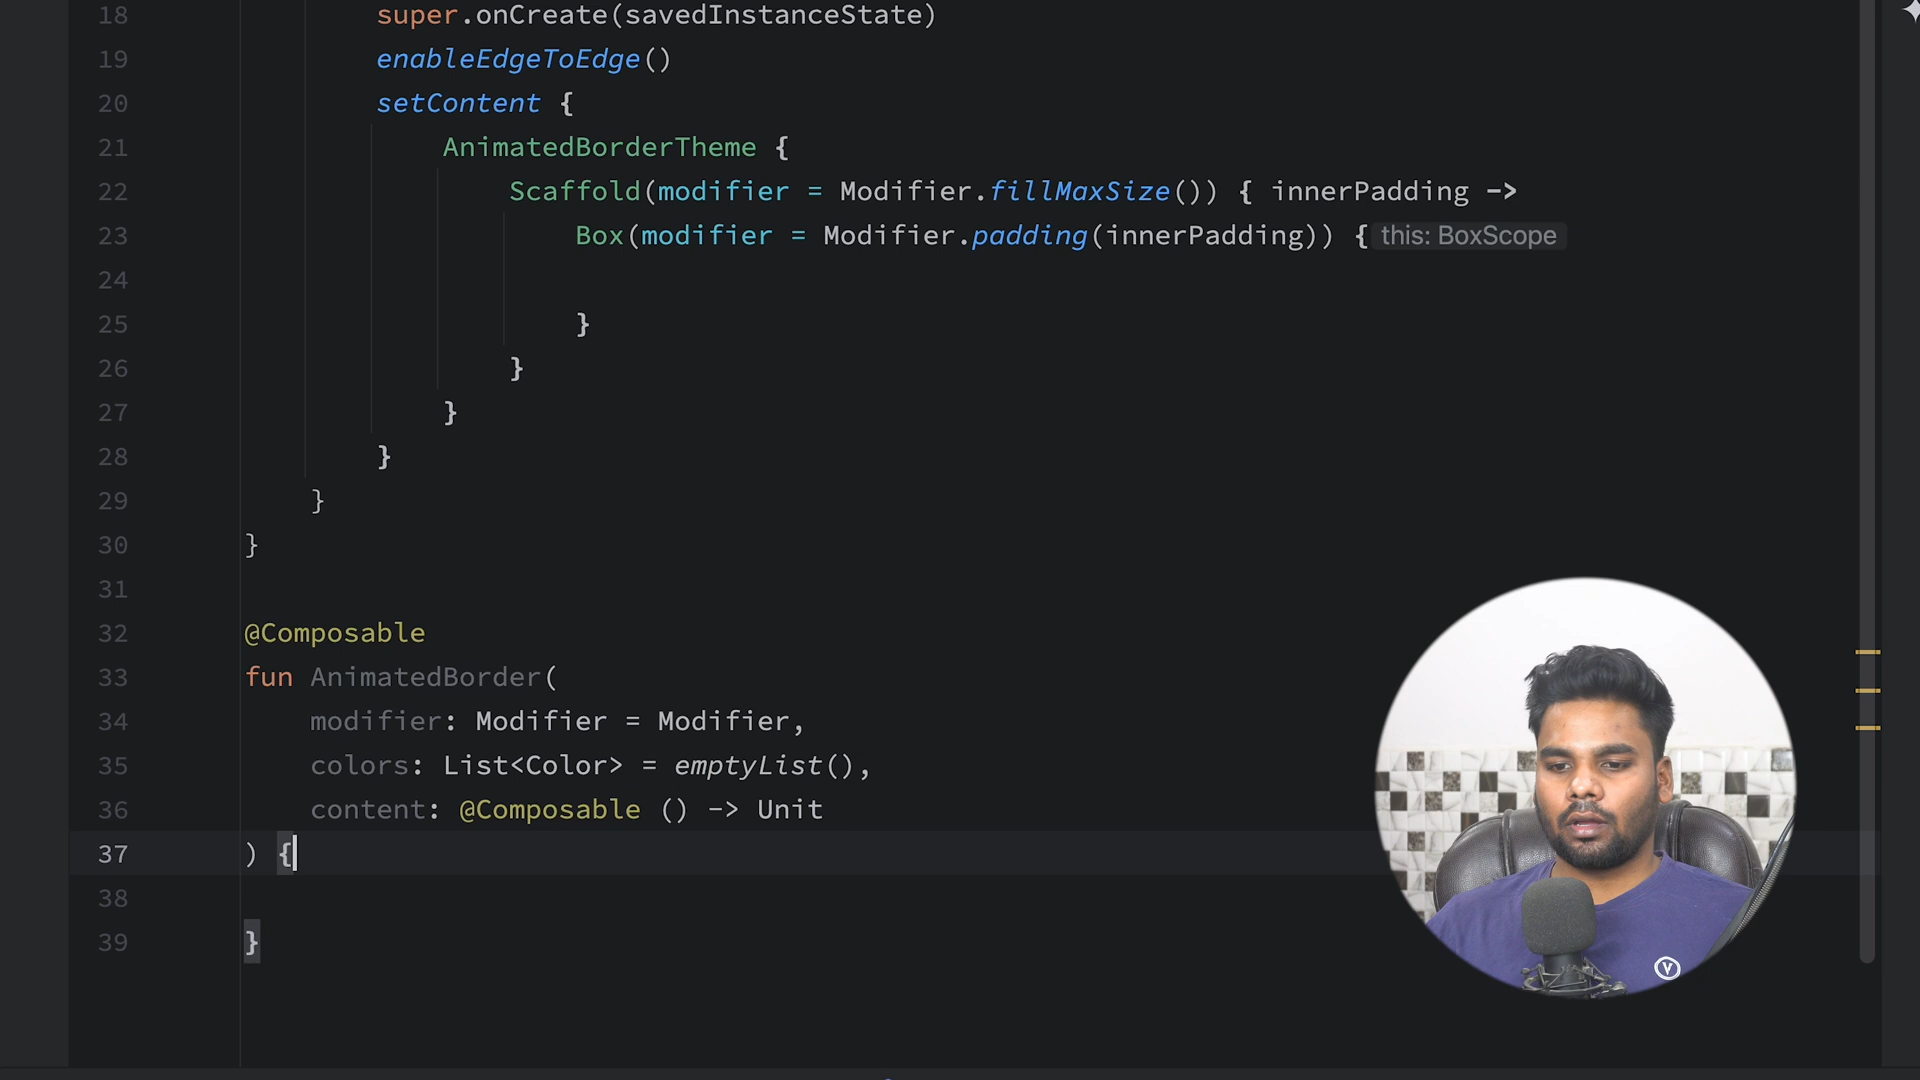 18 super.onCreate(savedInstanceState)
19 enableEdgeToEdge()
20 setContent {
21 AnimatedBorderTheme {
22 Scaffold(modifier = Modifier.fillMaxSize()) { innerPadding ->
23 Box(modifier = Modifier.padding(innerPadding)) { this: BoxScope
24
25 }
26 }
27 }
28 }
29 }
30 }
31
32 @Composable
33 fun AnimatedBorder(
34 modifier: Modifier = Modifier,
35 colors: List<Color> = emptyList(),
36 content: @Composable () -> Unit
37 ) {
38
39 }
V